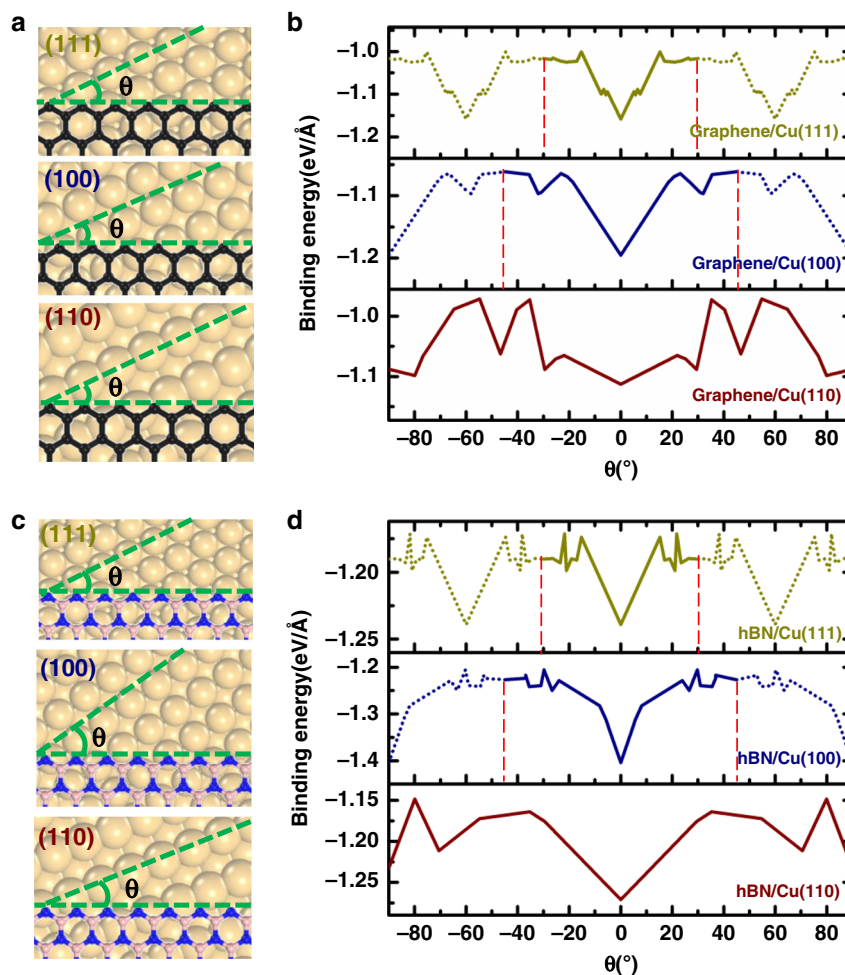 a
(111)
θ
(100)
θ
(110)
θ
b
Binding energy(eV/Å)
−1.0
−1.1
−1.2
Graphene/Cu(111)
−1.1
−1.2
Graphene/Cu(100)
−1.0
−1.1
Graphene/Cu(110)
−80 −60 −40 −20 0 20 40 60 80
θ(°)
c
(111)
θ
(100)
θ
(110)
θ
d
Binding energy(eV/Å)
−1.20
−1.25
hBN/Cu(111)
−1.2
−1.3
−1.4
hBN/Cu(100)
−1.15
−1.20
−1.25
hBN/Cu(110)
−80 −60 −40 −20 0 20 40 60 80
θ(°)